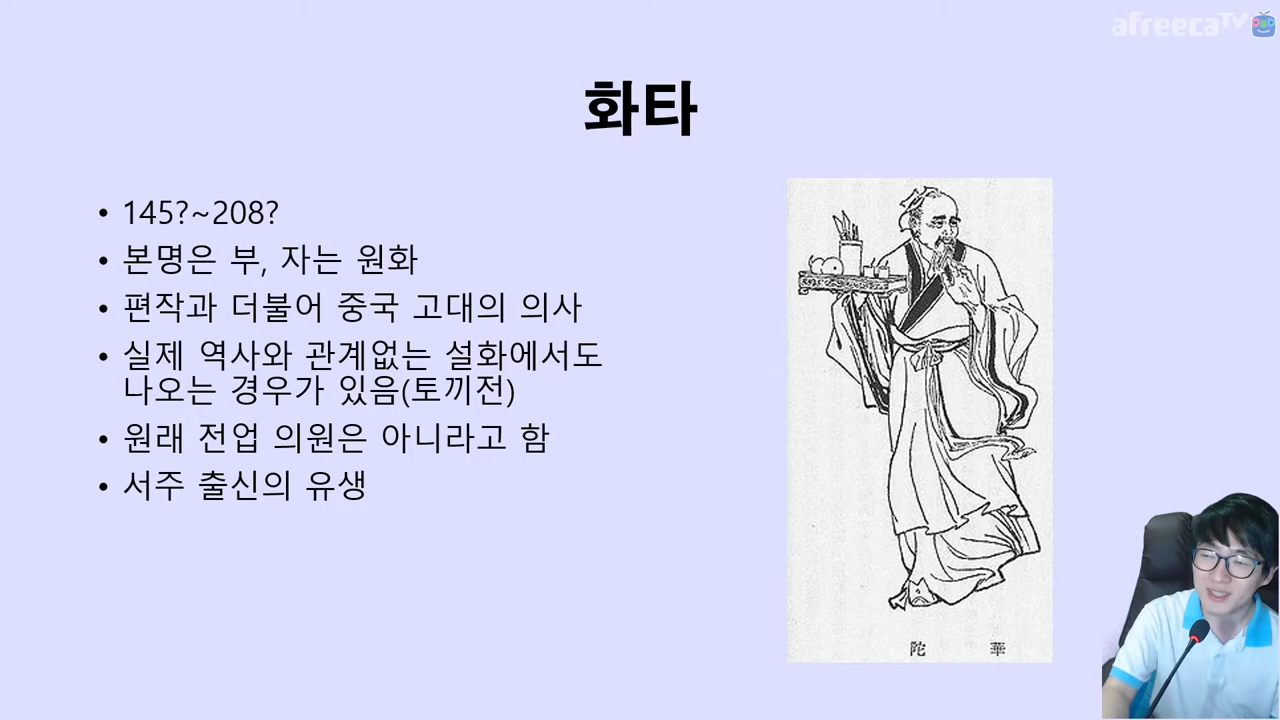 afreecaTV
화타
• 145?~208?
• 본명은 부, 자는 원화
• 편작과 더불어 중국 고대의 의사
• 실제 역사와 관계없는 설화에서도
나오는 경우가 있음(토끼전)
• 원래 전업 의원은 아니라고 함
• 서주 출신의 유생
陀 華